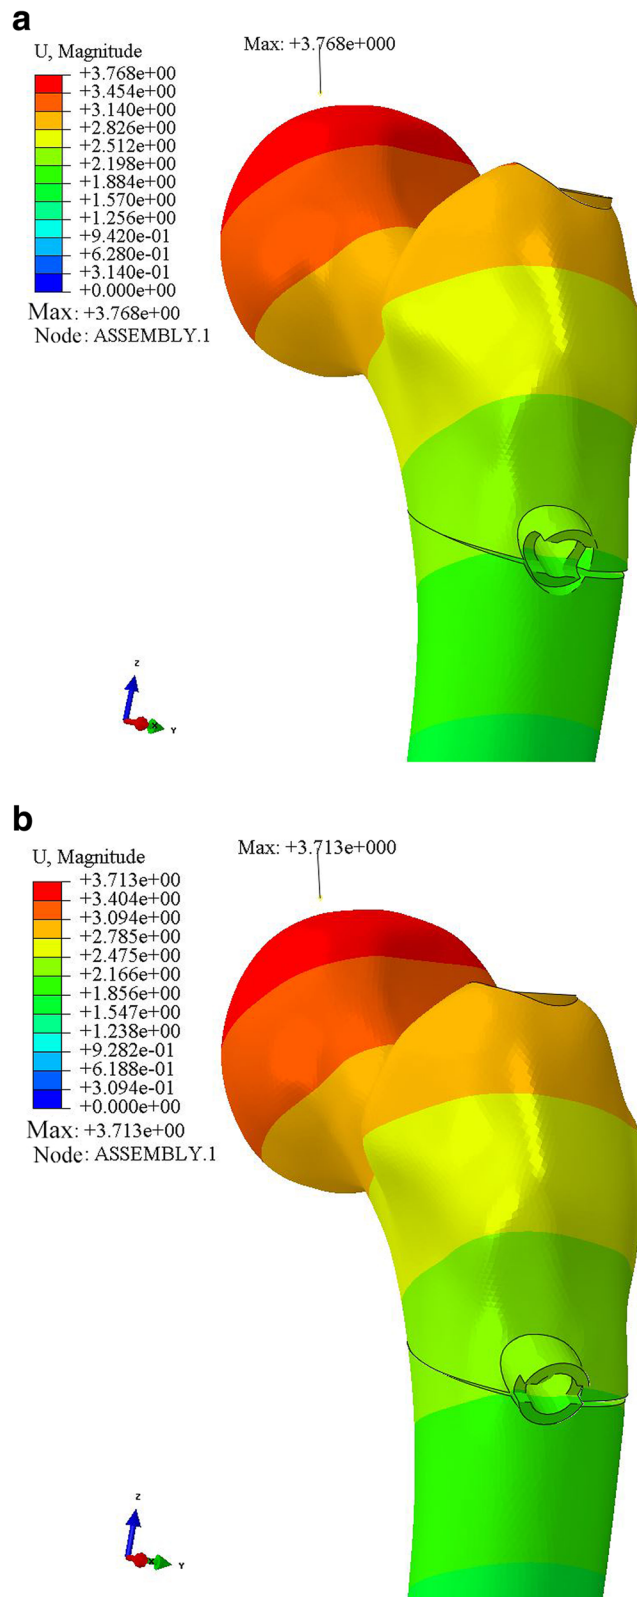 a
Max: +3.768e+000
U, Magnitude
+3.768e+00
+3.454e+00
+3.140e+00
+2.826e+00
+2.512e+00
+2.198e+00
+1.884e+00
+1.570e+00
+1.256e+00
+9.420e-01
+6.280e-01
+3.140e-01
+0.000e+00
Max: +3.768e+00
Node: ASSEMBLY.1
Z
X
Y
b
Max: +3.713e+000
U, Magnitude
+3.713e+00
+3.404e+00
+3.094e+00
+2.785e+00
+2.475e+00
+2.166e+00
+1.856e+00
+1.547e+00
+1.238e+00
+9.282e-01
+6.188e-01
+3.094e-01
+0.000e+00
Max: +3.713e+00
Node: ASSEMBLY.1
Z
X
Y